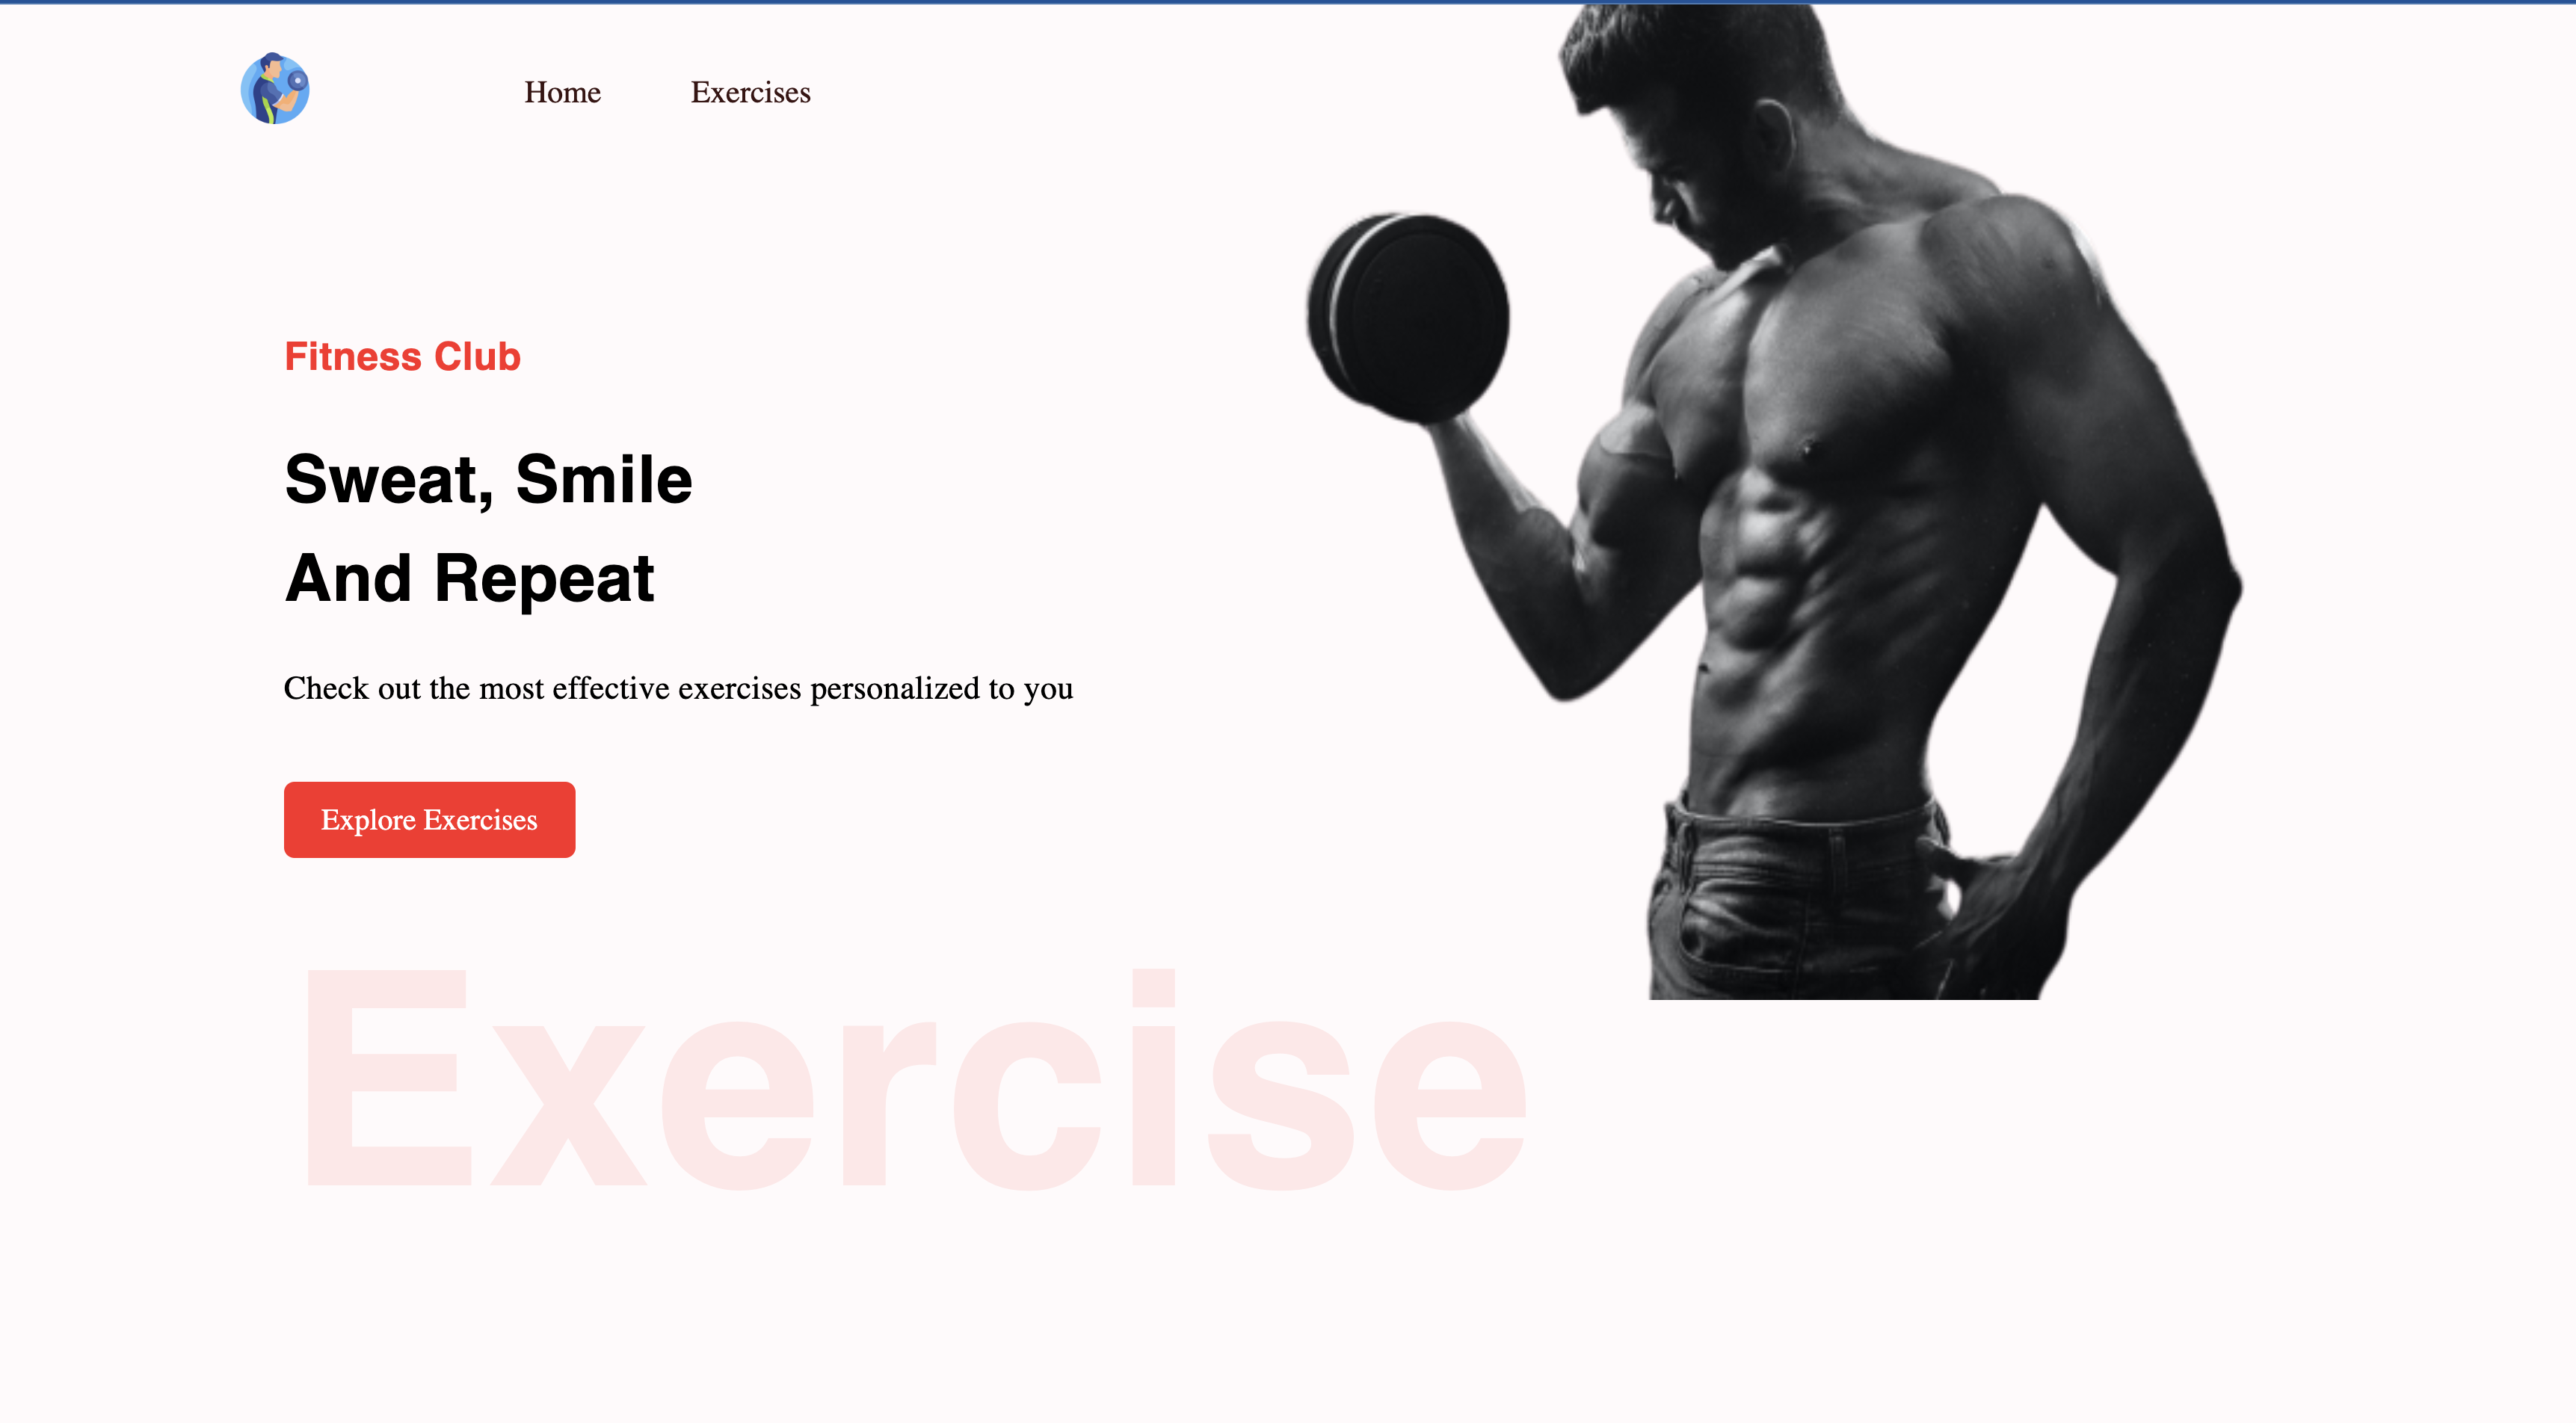 Home Exercises
Fitness Club
Sweat, Smile
And Repeat
Check out the most effective exercises personalized to you
Explore Exercises
Exercise